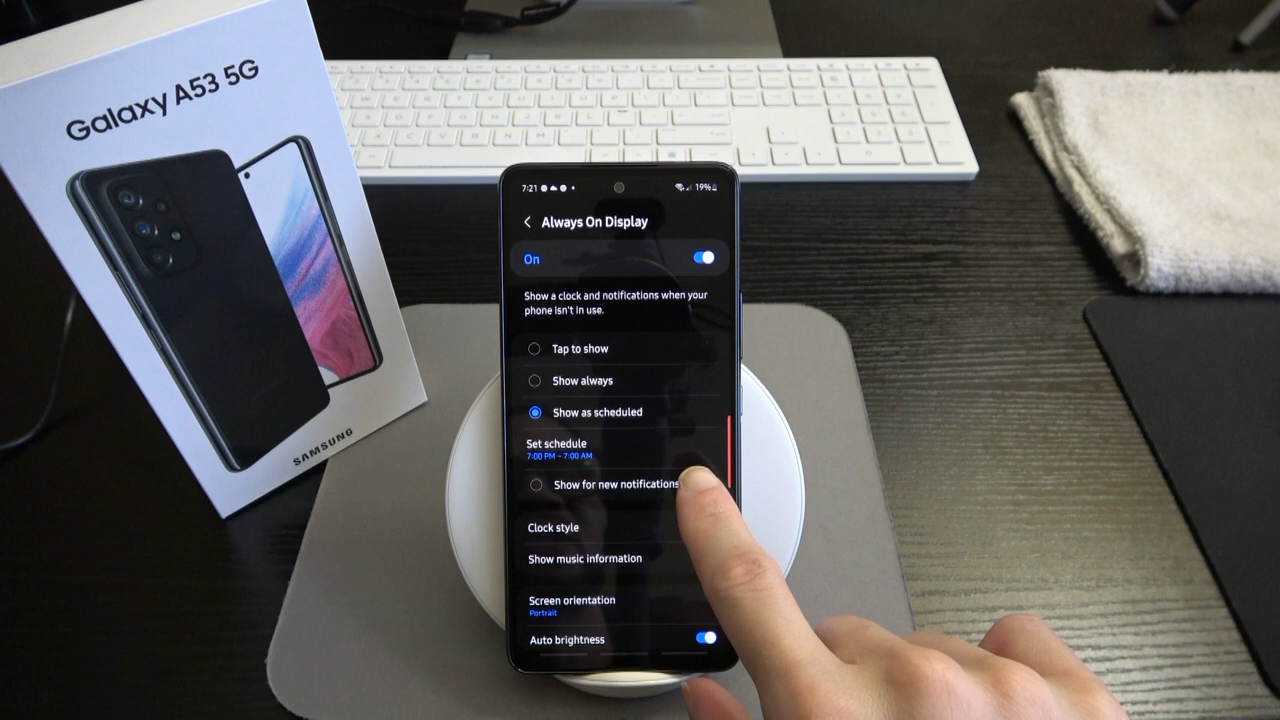 Galaxy A53 5G
SAMSUNG
7:21
19%
Always On Display
On
Show a clock and notifications when your
phone isn't in use.
Tap to show
Show always
Show as scheduled
Set schedule
7:00 PM ~ 7:00 AM
Show for new notifications
Clock style
Show music information
Screen orientation
Portrait
Auto brightness